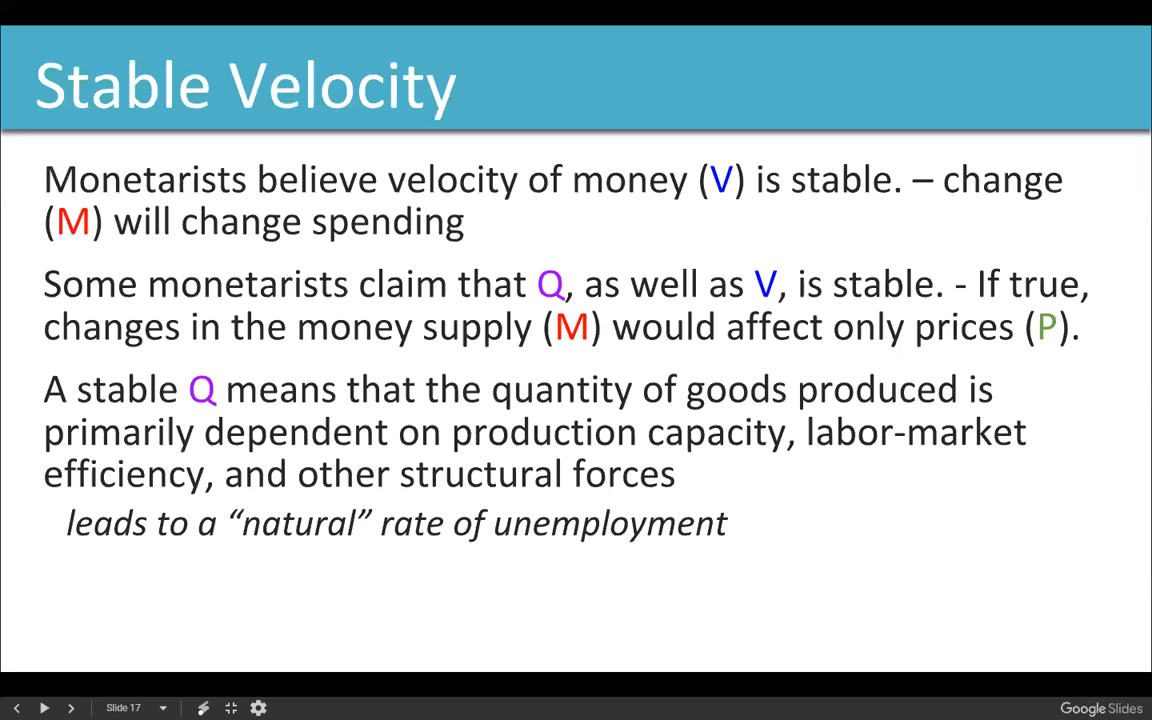 Stable Velocity
Monetarists believe velocity of money (V) is stable. – change
(M) will change spending
Some monetarists claim that Q, as well as V, is stable. - If true,
changes in the money supply (M) would affect only prices (P).
A stable Q means that the quantity of goods produced is
primarily dependent on production capacity, labor-market
efficiency, and other structural forces
leads to a “natural” rate of unemployment
Slide 17
Google Slides